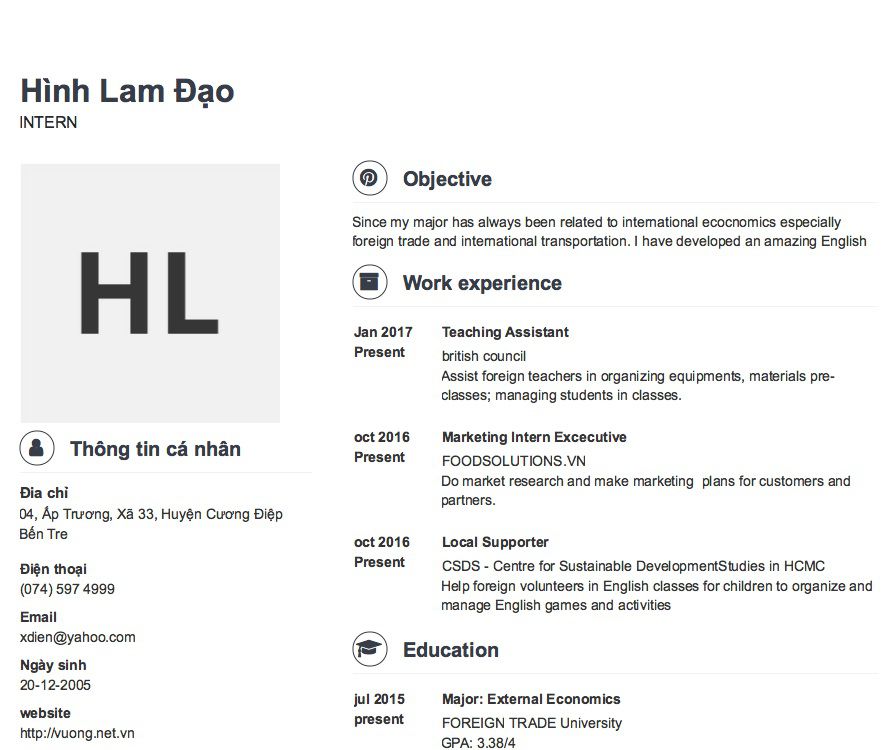 Hình Lam Đạo
INTERN
HL
Thông tin cá nhân
Đia chỉ
04, Ấp Trương, Xã 33, Huyện Cương Điệp
Bến Tre
Điện thoại
(074) 597 4999
Email
xdien@yahoo.com
Ngày sinh
20-12-2005
website
http://vuong.net.vn
Objective
Since my major has always been related to international ecocnomics especially
foreign trade and international transportation. I have developed an amazing English
Work experience
Jan 2017
Present
Teaching Assistant
british council
Assist foreign teachers in organizing equipments, materials pre-
classes; managing students in classes.
oct 2016
Present
Marketing Intern Excecutive
FOODSOLUTIONS.VN
Do market research and make marketing  plans for customers and
partners.
oct 2016
Present
Local Supporter
CSDS - Centre for Sustainable DevelopmentStudies in HCMC
Help foreign volunteers in English classes for children to organize and
manage English games and activities
Education
jul 2015
present
Major: External Economics
FOREIGN TRADE University
GPA: 3.38/4